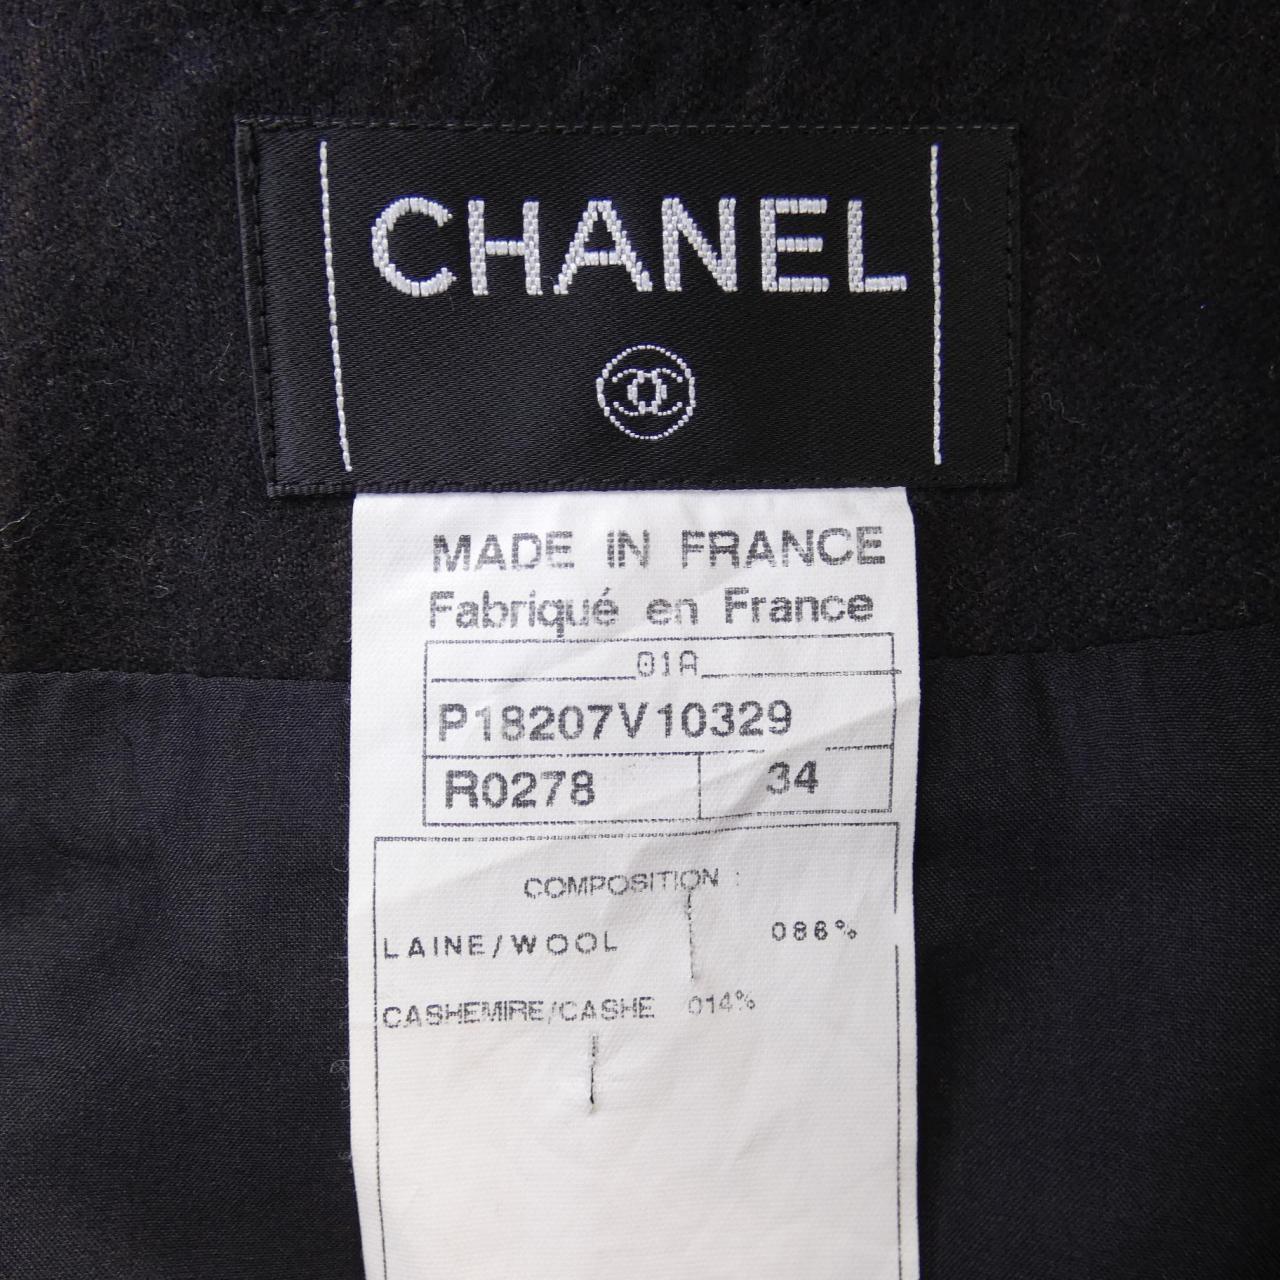 CHANEL
MADE IN FRANCE
Fabriqué en France
01A
P18207V10329
R0278 34
COMPOSITION :
LAINE/WOOL 086%
CASHEMIRE/CASHE 014%